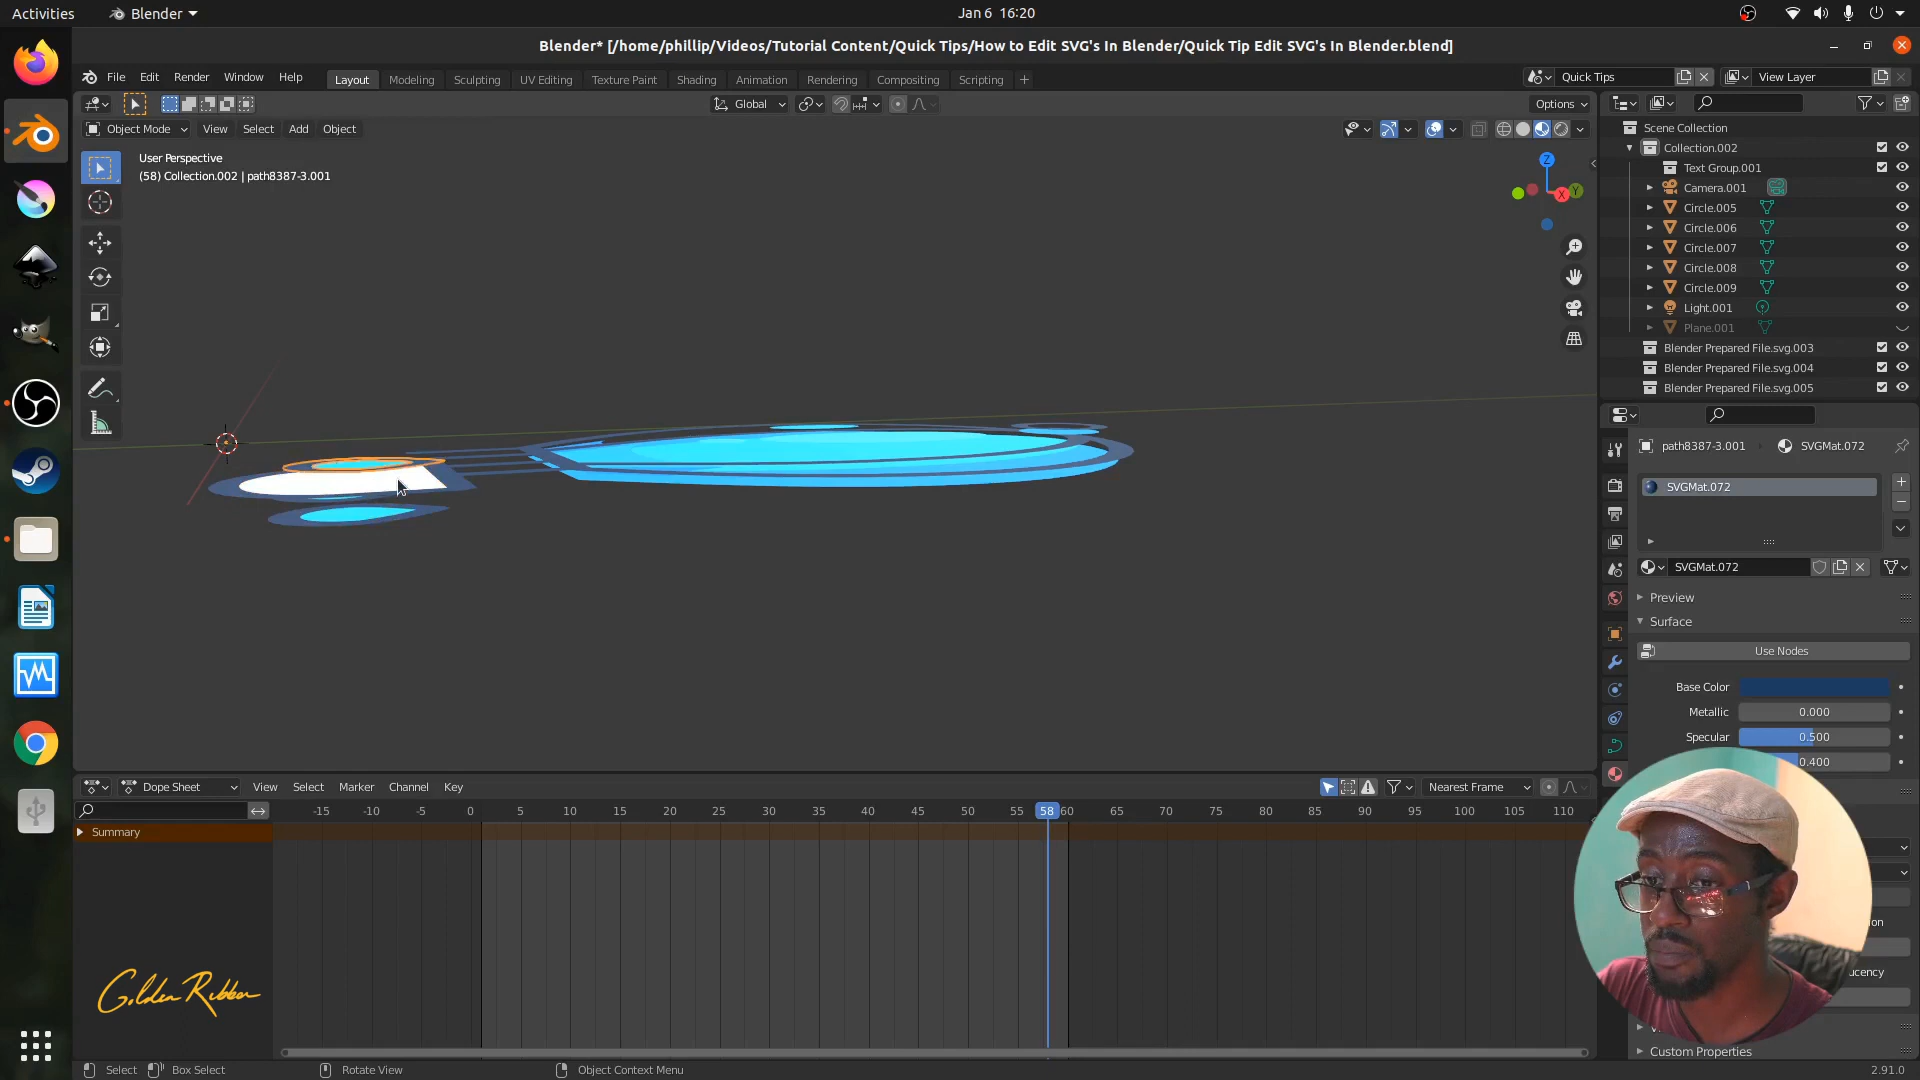 Activities
Blender
Jan 6 16:20
Blender* [/home/phillip/Videos/Tutorial Content/Quick Tips/How to Edit SVG's In Blender/Quick Tip Edit SVG's In Blender.blend]
File Edit Render Window Help
Layout Modeling Sculpting UV Editing Texture Paint Shading Animation Rendering Compositing Scripting +
Quick Tips
View Layer
Global
Options
Object Mode View Select Add Object
User Perspective
(58) Collection.002 | path8387-3.001
Z
X
Y
Scene Collection
Collection.002
Text Group.001
Camera.001
Circle.005
Circle.006
Circle.007
Circle.008
Circle.009
Light.001
Plane.001
Blender Prepared File.svg.003
Blender Prepared File.svg.004
Blender Prepared File.svg.005
path8387-3.001
SVGMat.072
SVGMat.072
SVGMat.072
Preview
Surface
Use Nodes
Base Color
Metallic 0.000
Specular 0.500
0.400
ion
ucency
Custom Properties
Dope Sheet View Select Marker Channel Key
Nearest Frame
-15 -10 -5 0 5 10 15 20 25 30 35 40 45 50 55 58 60 65 70 75 80 85 90 95 100 105 110
Summary
Golden Ribbon
Select Box Select Rotate View Object Context Menu
2.91.0